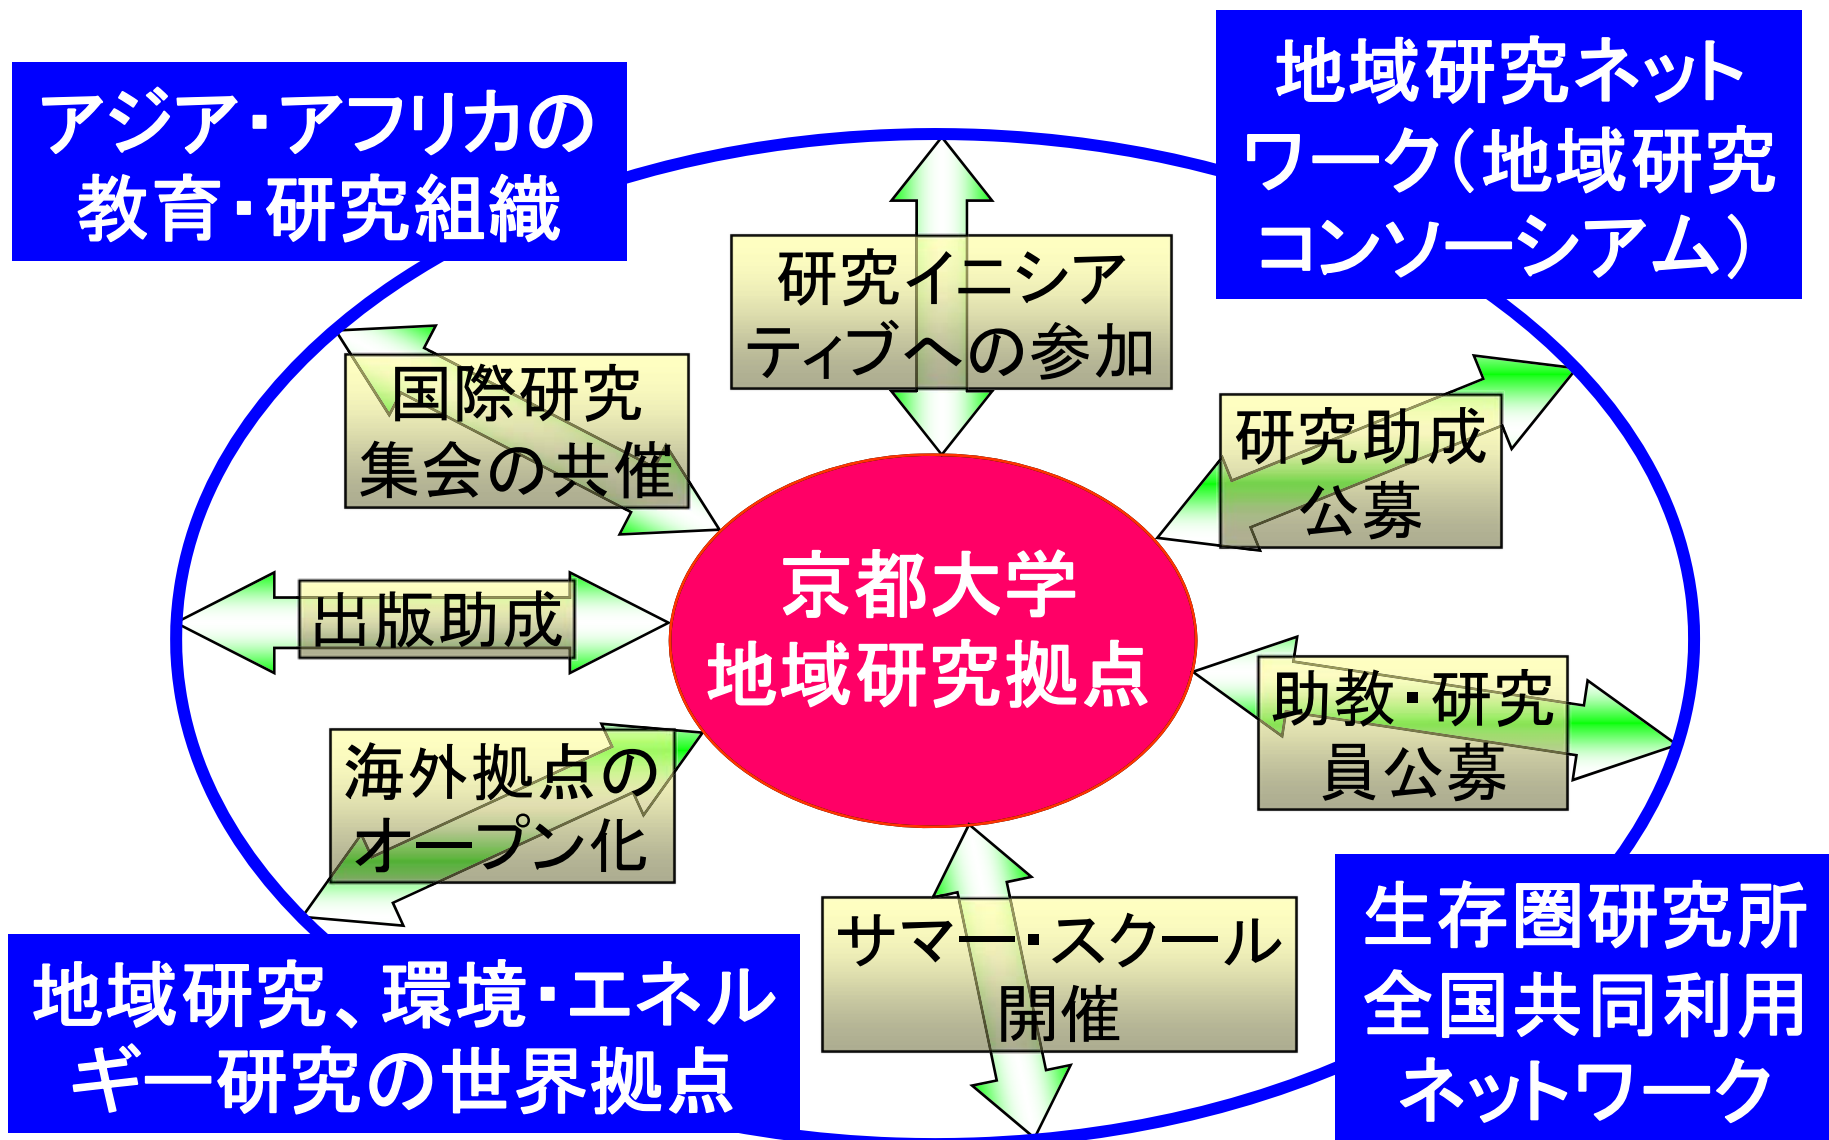 アジア・アフリカの
教育・研究組織
地域研究ネット
ワーク（地域研究
コンソーシアム）
研究イニシア
ティブへの参加
国際研究
集会の共催
研究助成
公募
出版助成
京都大学
地域研究拠点
助教・研究
員公募
海外拠点の
オープン化
サマー・スクール
開催
地域研究、環境・エネル
ギー研究の世界拠点
生存圏研究所
全国共同利用
ネットワーク